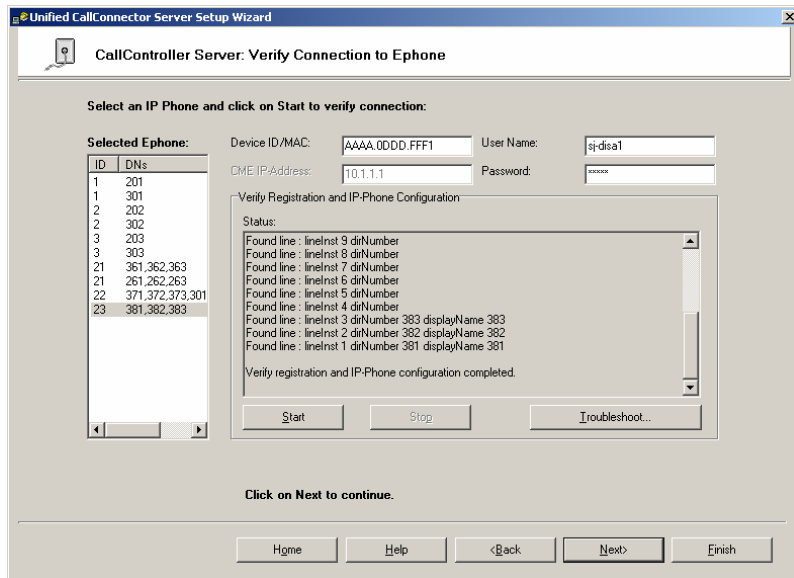 Unified CallConnector Server Setup Wizard
CallController Server: Verify Connection to Ephone
Select an IP Phone and click on Start to verify connection:
Selected Ephone:
ID DNs
1 201
1 301
2 202
2 302
3 203
3 303
21 361,362,363
21 261,262,263
22 371,372,373,301
23 381,382,383
Device ID/MAC: AAAA.0DDD.FFF1 User Name: sj-disa1
CME IP-Address: 10.1.1.1 Password: xxxxx
Verify Registration and IP-Phone Configuration
Status:
Found line : lineInst 9 dirNumber
Found line : lineInst 8 dirNumber
Found line : lineInst 7 dirNumber
Found line : lineInst 6 dirNumber
Found line : lineInst 5 dirNumber
Found line : lineInst 4 dirNumber
Found line : lineInst 3 dirNumber 383 displayName 383
Found line : lineInst 2 dirNumber 382 displayName 382
Found line : lineInst 1 dirNumber 381 displayName 381
Verify registration and IP-Phone configuration completed.
Start Stop Troubleshoot...
Click on Next to continue.
Home Help <Back Next> Finish